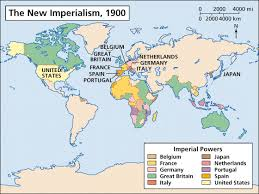 The New Imperialism, 1900
0 2000 4000 mi
0 2000 4000 km
BELGIUM
GREAT
BRITAIN
FRANCE
SPAIN
PORTUGAL
NETHERLANDS
GERMANY
ITALY
UNITED
STATES
JAPAN
Imperial Powers
Belgium
France
Germany
Great Britain
Italy
Japan
Netherlands
Portugal
Spain
United States